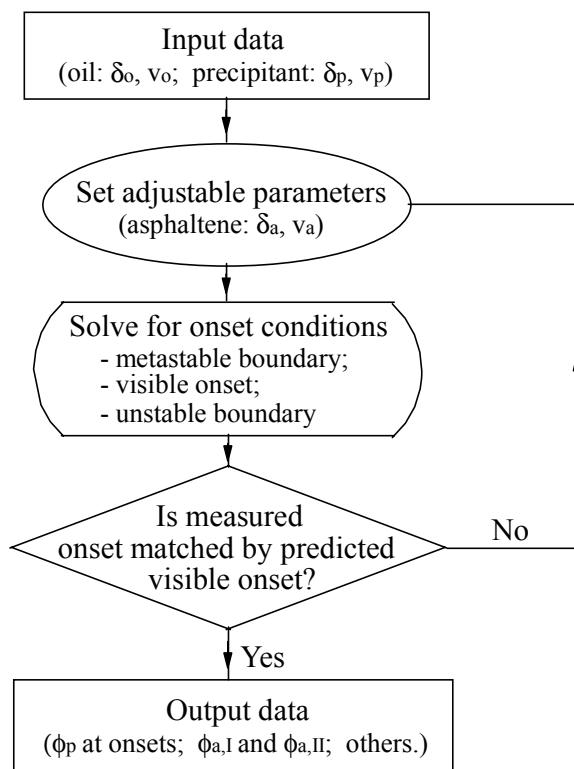 Input data
(oil: δo, vo; precipitant: δp, vp)
Set adjustable parameters
(asphaltene: δa, va)
Solve for onset conditions
- metastable boundary;
- visible onset;
- unstable boundary
Is measured
onset matched by predicted
visible onset?
No
Yes
Output data
(ϕp at onsets; ϕa,I and ϕa,II; others.)